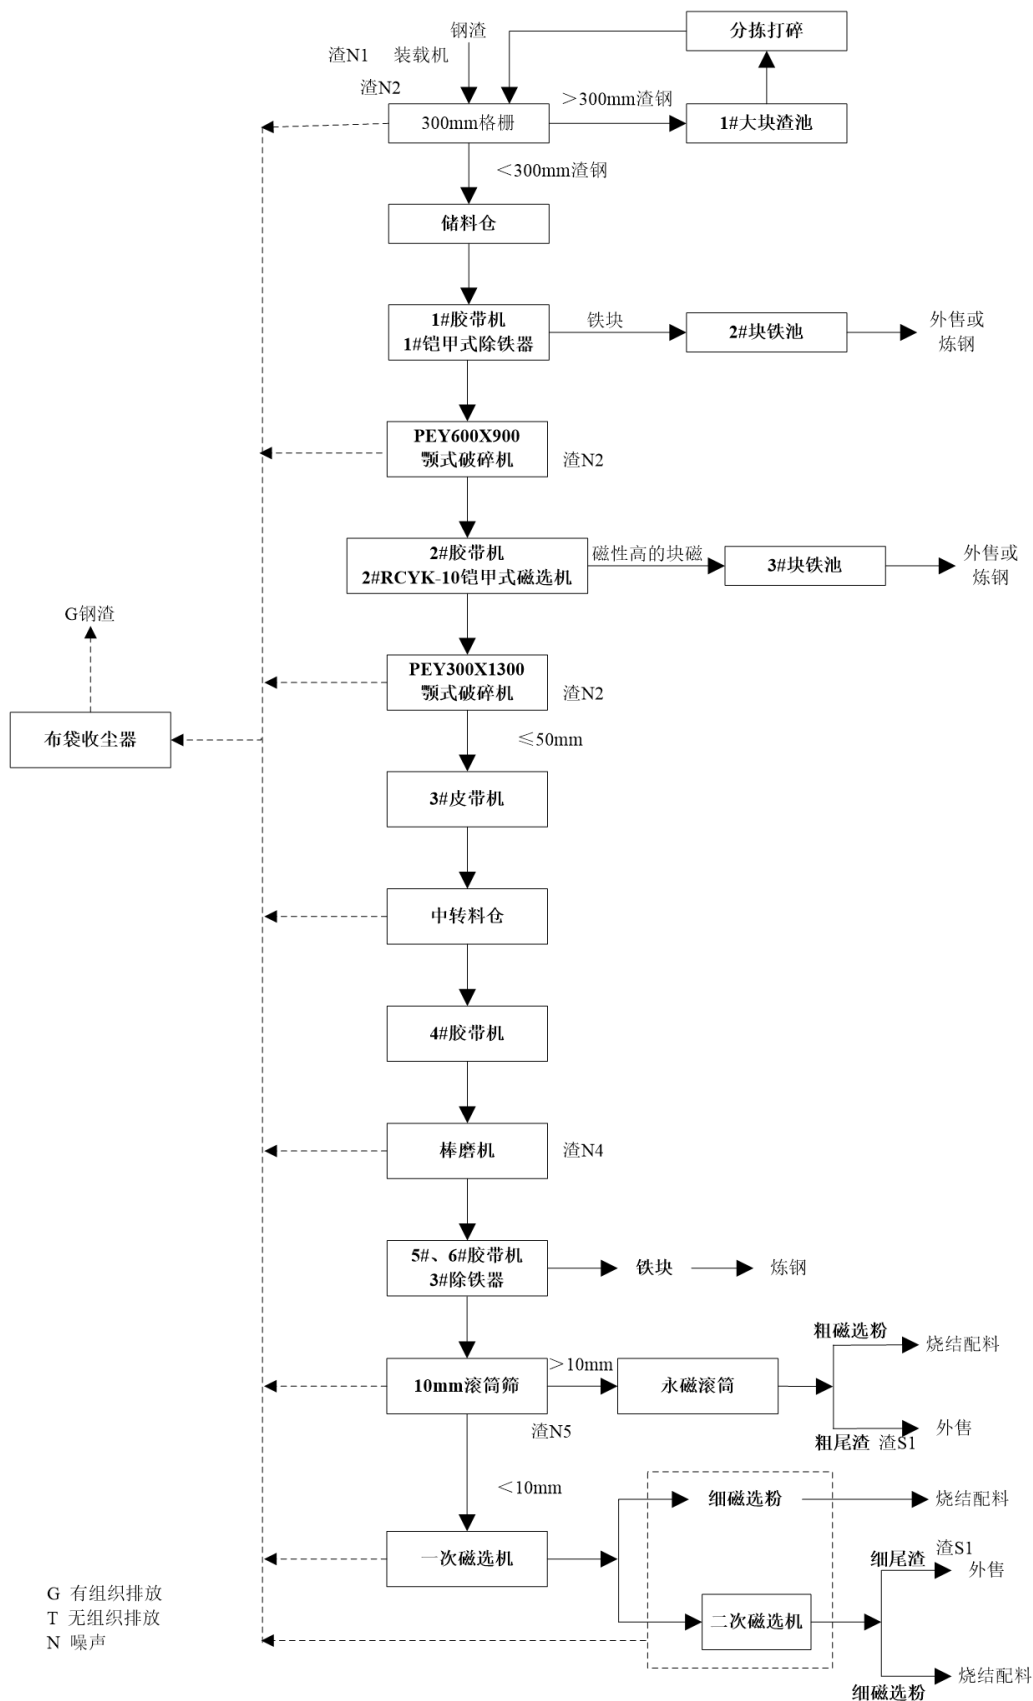 钢渣
分拣打碎
渣N1
装载机
渣N2
>300mm渣钢
300mm格栅
1#大块渣池
<300mm渣钢
储料仓
1#胶带机
1#铠甲式除铁器
铁块
2#块铁池
外售或
炼钢
PEY600X900
颚式破碎机
渣N2
2#胶带机
2#RCYK-10铠甲式磁选机
磁性高的块磁
3#块铁池
外售或
炼钢
G钢渣
PEY300X1300
颚式破碎机
渣N2
布袋收尘器
≤50mm
3#皮带机
中转料仓
4#胶带机
棒磨机
渣N4
5#、6#胶带机
3#除铁器
铁块
炼钢
粗磁选粉
烧结配料
>10mm
10mm滚筒筛
永磁滚筒
渣N5
外售
粗尾渣
渣S1
<10mm
细磁选粉
烧结配料
一次磁选机
渣S1
细尾渣
外售
二次磁选机
烧结配料
细磁选粉
G 有组织排放
T 无组织排放
N 噪声